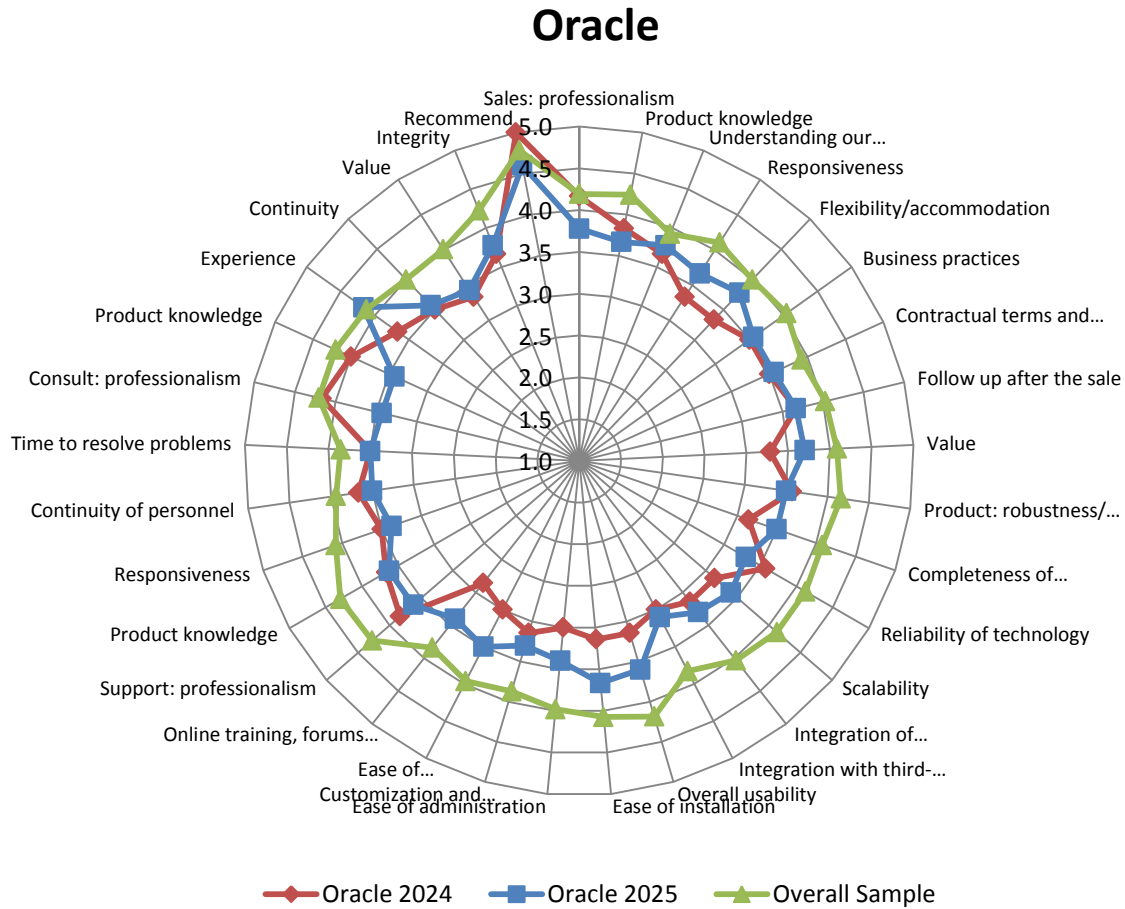 Oracle
Sales: professionalism
Product knowledge
Understanding our...
Responsiveness
Flexibility/accommodation
Business practices
Contractual terms and...
Follow up after the sale
Value
Product: robustness/...
Completeness of...
Reliability of technology
Scalability
Integration of...
Integration with third-...
Overall usability
Ease of installation
Ease of administration
Customization and...
Ease of...
Online training, forums...
Support: professionalism
Product knowledge
Responsiveness
Continuity of personnel
Time to resolve problems
Consult: professionalism
Product knowledge
Experience
Continuity
Value
Integrity
Recommend
5.0
4.5
4.0
3.5
3.0
2.5
2.0
1.5
1.0
Oracle 2024
Oracle 2025
Overall Sample